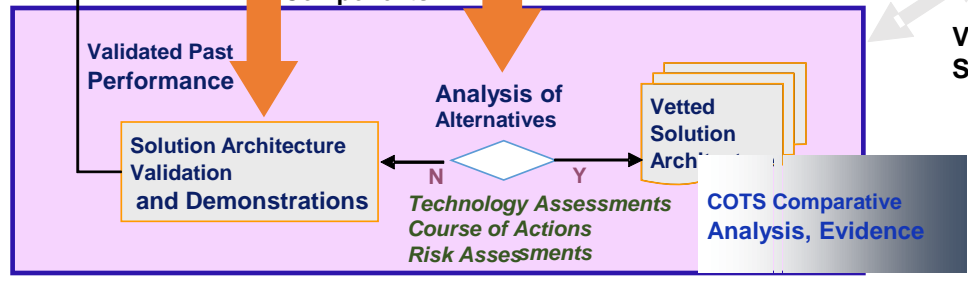 Validated Past
Performance
Analysis of
Alternatives
Vetted
Solution
Solution Architecture
Validation
and Demonstrations
N
Y
Technology Assessments
Course of Actions
Risk Assessments
COTS Comparative
Analysis, Evidence